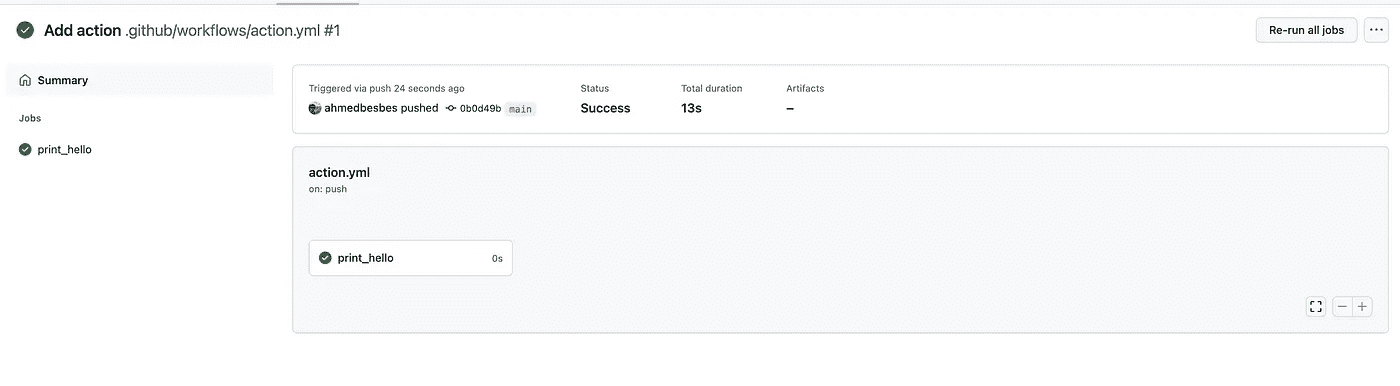 Add action .github/workflows/action.yml #1
Re-run all jobs
Summary
Jobs
print_hello
Triggered via push 24 seconds ago
ahmedbesbes pushed 0b0d49b main
Status
Success
Total duration
13s
Artifacts
–
action.yml
on: push
print_hello 0s